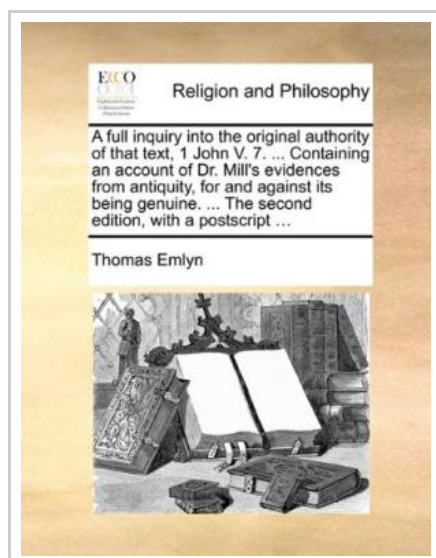 ECCO
Religion and Philosophy
A full inquiry into the original authority
of that text, 1 John V. 7. ... Containing
an account of Dr. Mill's evidences
from antiquity, for and against its
being genuine. ... The second
edition, with a postscript ...
Thomas Emlyn